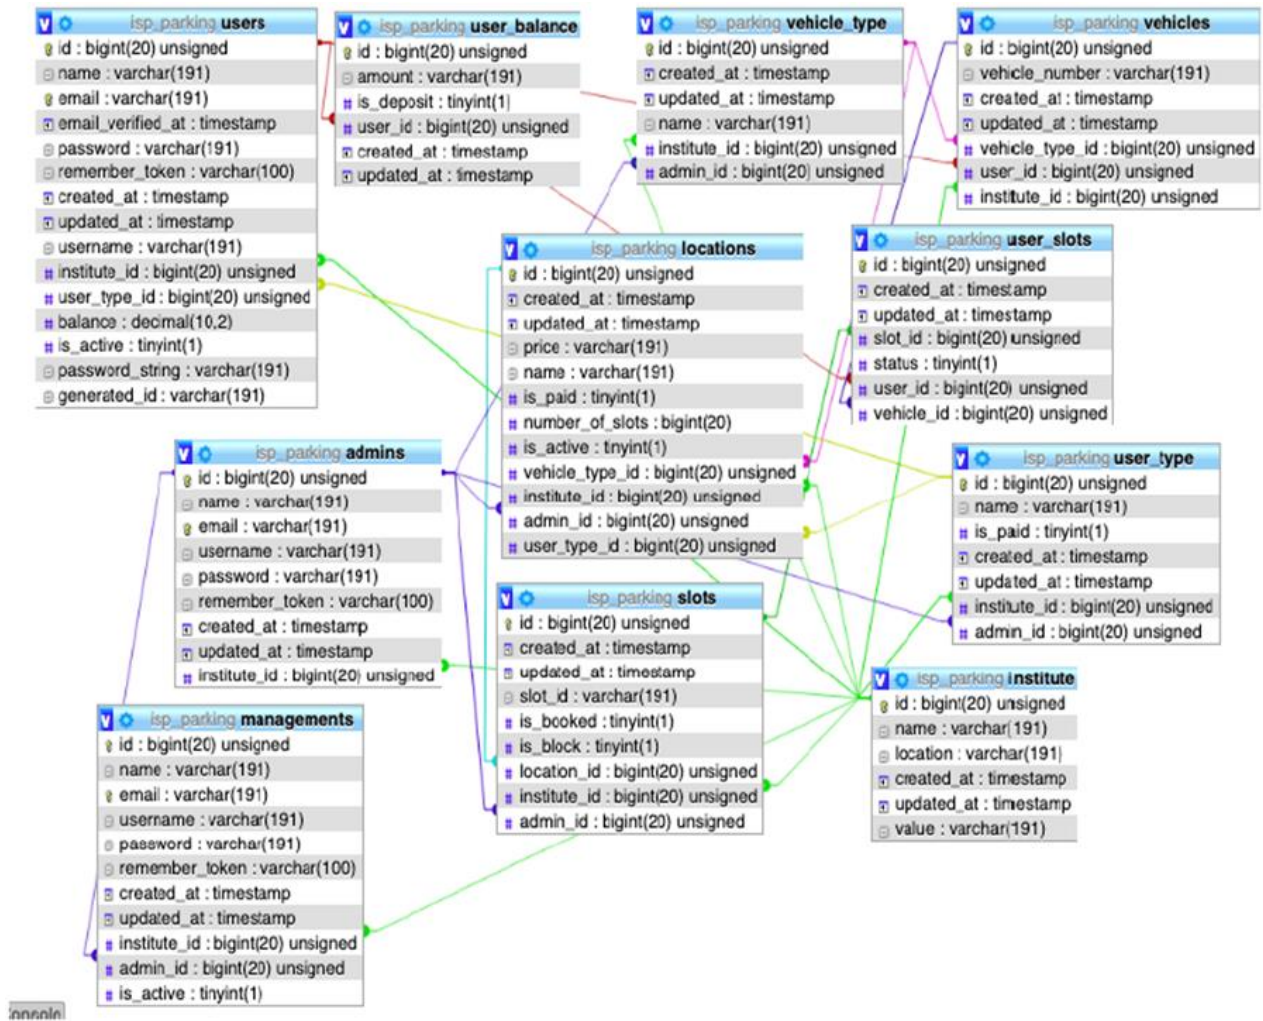 isp_parking users
id : bigint(20) unsigned
name : varchar(191)
email : varchar(191)
email_verified_at : timestamp
password : varchar(191)
remember_token : varchar(100)
created_at : timestamp
updated_at : timestamp
username : varchar(191)
institute_id : bigint(20) unsigned
user_type_id : bigint(20) unsigned
balance : decimal(10,2)
is_active : tinyint(1)
password_string : varchar(191)
generated_id : varchar(191)
isp_parking user_balance
id : bigint(20) unsigned
amount : varchar(191)
is_deposit : tinyint(1)
user_id : bigint(20) unsigned
created_at : timestamp
updated_at : timestamp
isp_parking vehicle_type
id : bigint(20) unsigned
created_at : timestamp
updated_at : timestamp
name : varchar(191)
institute_id : bigint(20) unsigned
admin_id : bigint(20) unsigned
isp_parking vehicles
id : bigint(20) unsigned
vehicle_number : varchar(191)
created_at : timestamp
updated_at : timestamp
vehicle_type_id : bigint(20) unsigned
user_id : bigint(20) unsigned
institute_id : bigint(20) unsigned
isp_parking locations
id : bigint(20) unsigned
created_at : timestamp
updated_at : timestamp
price : varchar(191)
name : varchar(191)
is_paid : tinyint(1)
number_of_slots : bigint(20)
is_active : tinyint(1)
vehicle_type_id : bigint(20) unsigned
institute_id : bigint(20) unsigned
admin_id : bigint(20) unsigned
user_type_id : bigint(20) unsigned
isp_parking user_slots
id : bigint(20) unsigned
created_at : timestamp
updated_at : timestamp
slot_id : bigint(20) unsigned
status : tinyint(1)
user_id : bigint(20) unsigned
vehicle_id : bigint(20) unsigned
isp_parking admins
id : bigint(20) unsigned
name : varchar(191)
email : varchar(191)
username : varchar(191)
password : varchar(191)
remember_token : varchar(100)
created_at : timestamp
updated_at : timestamp
institute_id : bigint(20) unsigned
isp_parking user_type
id : bigint(20) unsigned
name : varchar(191)
is_paid : tinyint(1)
created_at : timestamp
updated_at : timestamp
institute_id : bigint(20) unsigned
admin_id : bigint(20) unsigned
isp_parking slots
id : bigint(20) unsigned
created_at : timestamp
updated_at : timestamp
slot_id : varchar(191)
is_booked : tinyint(1)
is_block : tinyint(1)
location_id : bigint(20) unsigned
institute_id : bigint(20) unsigned
admin_id : bigint(20) unsigned
isp_parking institute
id : bigint(20) unsigned
name : varchar(191)
location : varchar(191)
created_at : timestamp
updated_at : timestamp
value : varchar(191)
isp_parking managements
id : bigint(20) unsigned
name : varchar(191)
email : varchar(191)
username : varchar(191)
password : varchar(191)
remember_token : varchar(100)
created_at : timestamp
updated_at : timestamp
institute_id : bigint(20) unsigned
admin_id : bigint(20) unsigned
is_active : tinyint(1)